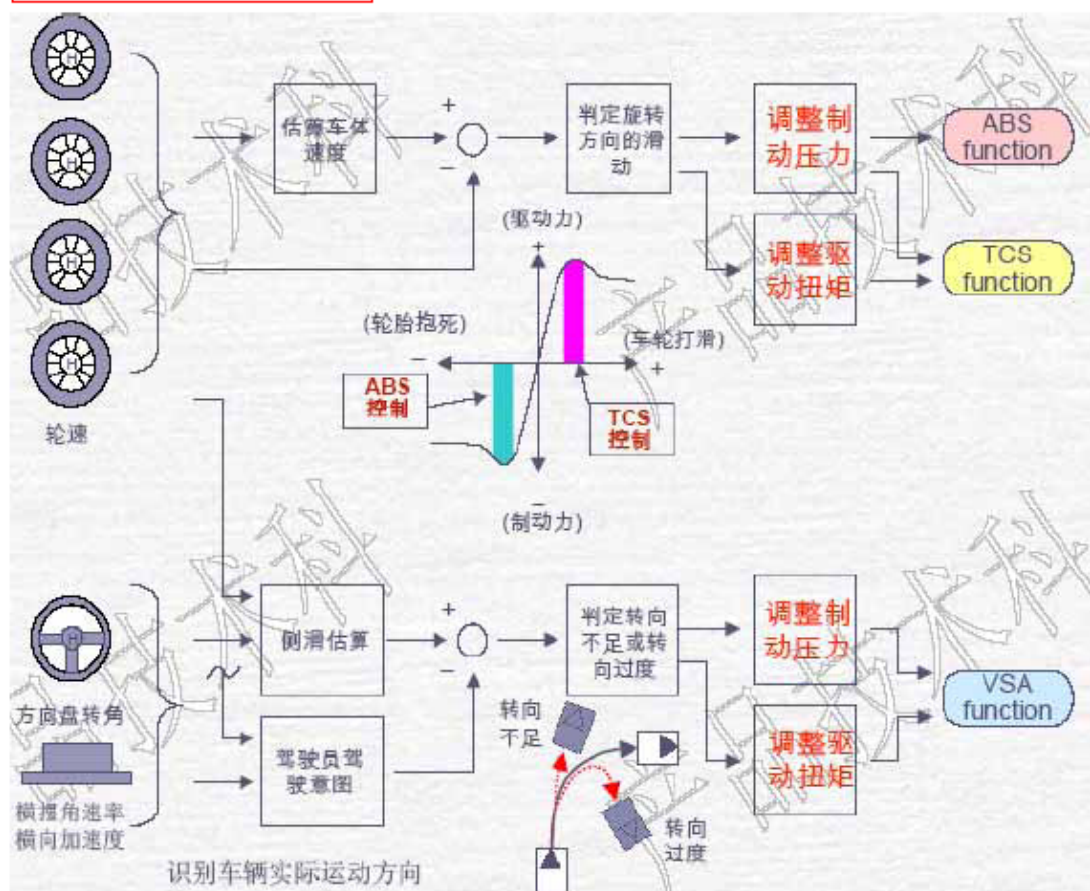 估算车体
速度
+
−
判定旋转
方向的滑
动
调整制
动压力
ABS
function
调整驱
动扭矩
TCS
function
(驱动力)
+
(轮胎抱死)
−
(车轮打滑)
+
ABS
控制
TCS
控制
−
(制动力)
轮速
H
H
H
H
H
方向盘转角
横摆角速率
横向加速度
侧滑估算
驾驶员驾
驶意图
+
−
判定转向
不足或转
向过度
调整制
动压力
调整驱
动扭矩
VSA
function
转向
不足
转向
过度
识别车辆实际运动方向